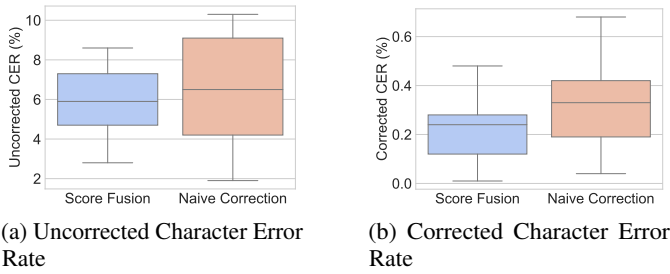 Uncorrected CER (%)
10
8
6
4
2
Score Fusion
Naive Correction
(a) Uncorrected Character Error
Rate
Corrected CER (%)
0.6
0.4
0.2
0.0
Score Fusion
Naive Correction
(b) Corrected Character Error
Rate